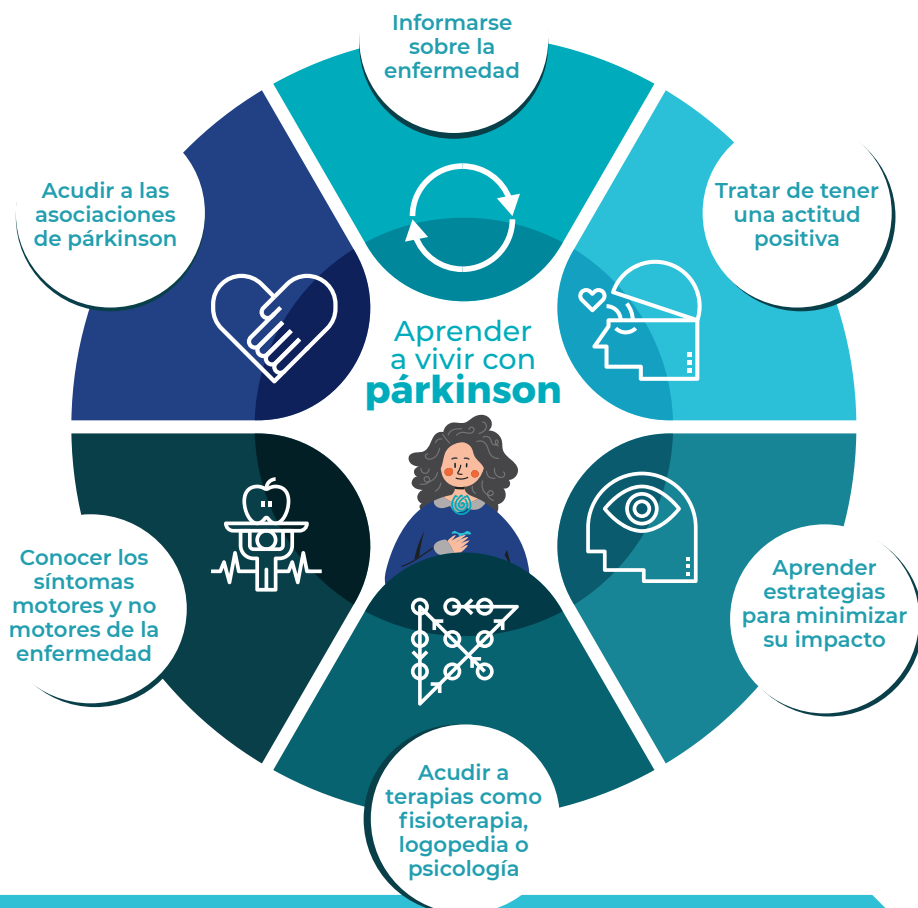 Informarse
sobre la
enfermedad
Acudir a las
asociaciones
de párkinson
Tratar de tener
una actitud
positiva
Aprender
a vivir con
párkinson
Conocer los
síntomas
motores y no
motores de la
enfermedad
Aprender
estrategias
para minimizar
su impacto
Acudir a
terapias como
fisioterapia,
logopedia o
psicología